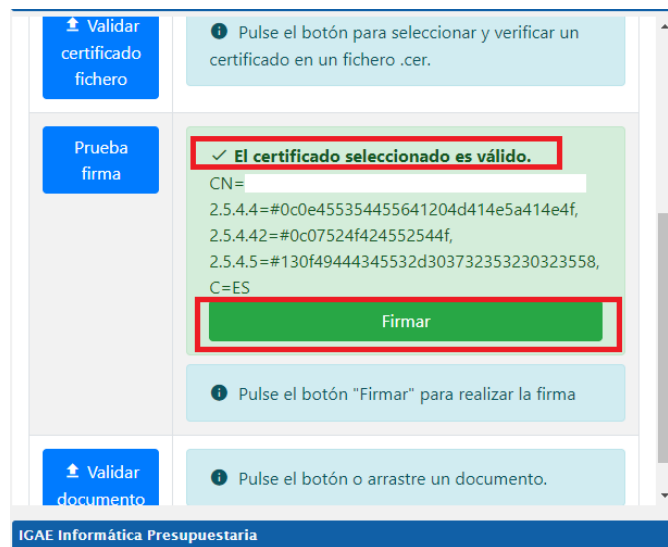 Validar
certificado
fichero
Pulse el botón para seleccionar y verificar un
certificado en un fichero .cer.
Prueba
firma
El certificado seleccionado es válido.
CN=
2.5.4.4=#0c0e455354455641204d414e5a414e4f,
2.5.4.42=#0c07524f424552544f,
2.5.4.5=#130f49444345532d303732353230323558,
C=ES
Firmar
Pulse el botón "Firmar" para realizar la firma
Validar
documento
Pulse el botón o arrastre un documento.
IGAE Informática Presupuestaria